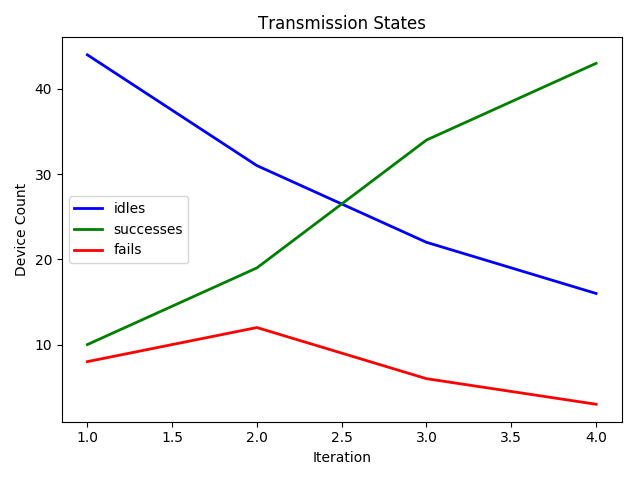 Transmission States
Device Count
40
30
20
10
idles
successes
fails
1.0 1.5 2.0 2.5 3.0 3.5 4.0
Iteration